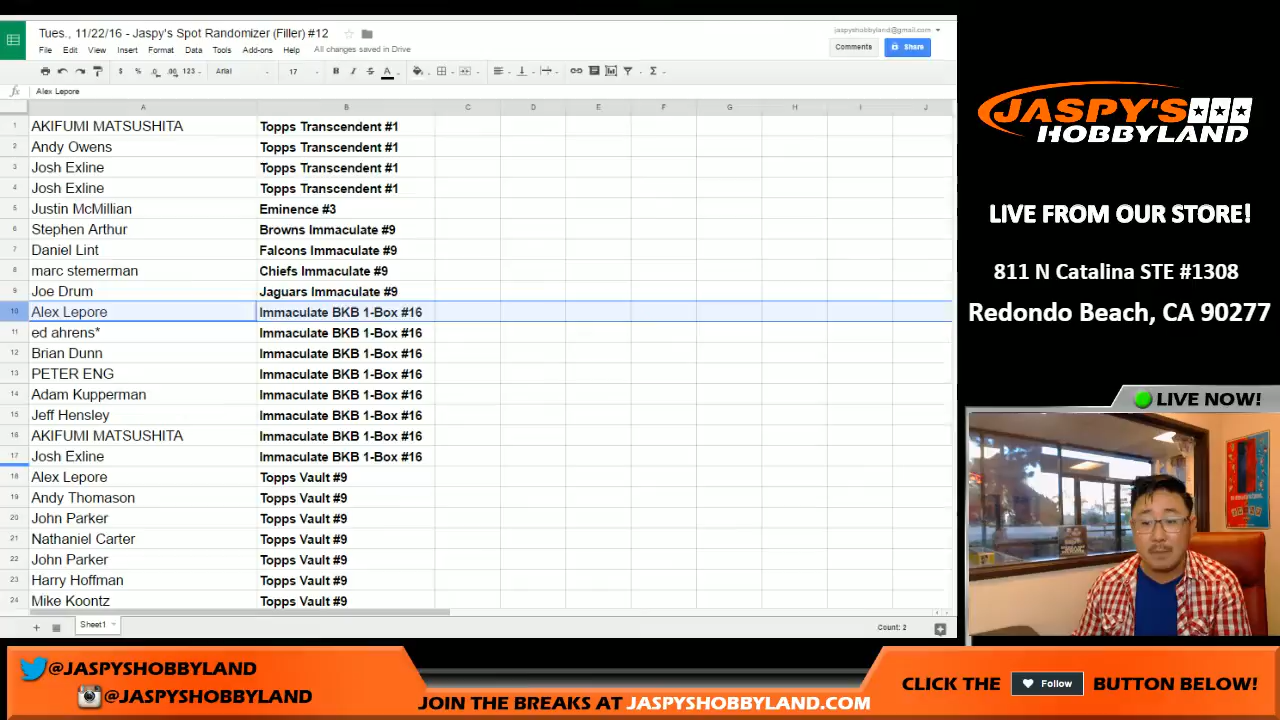 Tues., 11/22/16 - Jaspy's Spot Randomizer (Filler) #12
jaspyshobbyland@gmail.com
File Edit View Insert Format Data Tools Add-ons Help All changes saved in Drive
Comments Share
$ % .0 .00 123 Arial 17 B I S A
fx Alex Lepore
A B C D E F G H I J
1 AKIFUMI MATSUSHITA Topps Transcendent #1
2 Andy Owens Topps Transcendent #1
3 Josh Exline Topps Transcendent #1
4 Josh Exline Topps Transcendent #1
5 Justin McMillian Eminence #3
6 Stephen Arthur Browns Immaculate #9
7 Daniel Lint Falcons Immaculate #9
8 marc stemerman Chiefs Immaculate #9
9 Joe Drum Jaguars Immaculate #9
10 Alex Lepore Immaculate BKB 1-Box #16
11 ed ahrens* Immaculate BKB 1-Box #16
12 Brian Dunn Immaculate BKB 1-Box #16
13 PETER ENG Immaculate BKB 1-Box #16
14 Adam Kupperman Immaculate BKB 1-Box #16
15 Jeff Hensley Immaculate BKB 1-Box #16
16 AKIFUMI MATSUSHITA Immaculate BKB 1-Box #16
17 Josh Exline Immaculate BKB 1-Box #16
18 Alex Lepore Topps Vault #9
19 Andy Thomason Topps Vault #9
20 John Parker Topps Vault #9
21 Nathaniel Carter Topps Vault #9
22 John Parker Topps Vault #9
23 Harry Hoffman Topps Vault #9
24 Mike Koontz Topps Vault #9
Sheet1
Count: 2
JASPY'S
HOBBYLAND
LIVE FROM OUR STORE!
811 N Catalina STE #1308
Redondo Beach, CA 90277
LIVE NOW!
@JASPYSHOBBYLAND
@JASPYSHOBBYLAND
JOIN THE BREAKS AT JASPYSHOBBYLAND.COM
CLICK THE Follow BUTTON BELOW!